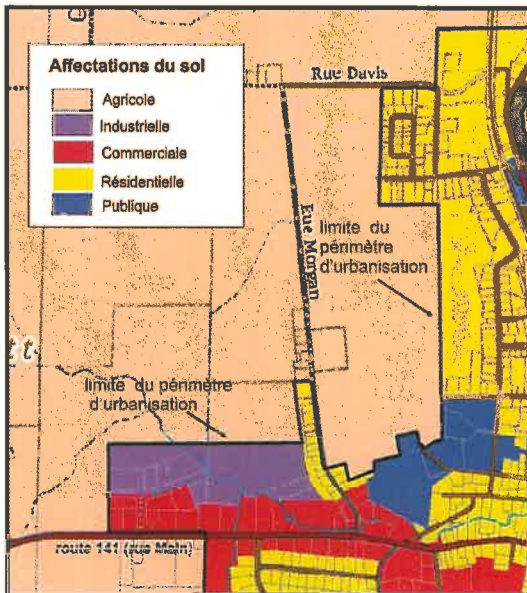 Affectations du sol
Agricole
Industrielle
Commerciale
Résidentielle
Publique
Rue Davis
Rue Morgan
limite du
périmètre
d'urbanisation
tt
limite du périmètre
d'urbanisation
route 141 (rue Main)